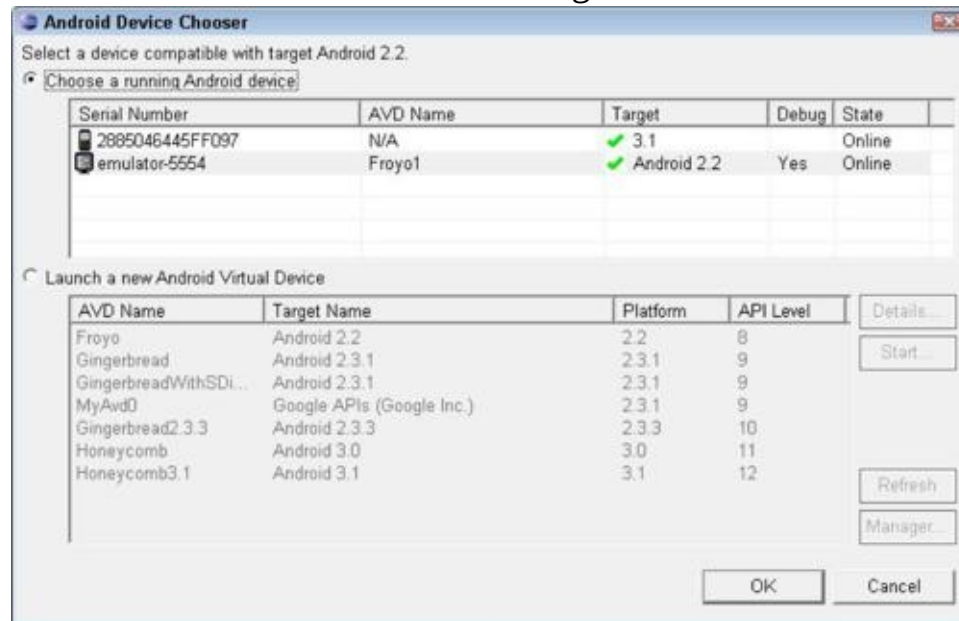 Android Device Chooser
Select a device compatible with target Android 2.2.
Choose a running Android device
Serial Number AVD Name Target Debug State
2885046445FF097 N/A 3.1 Online
emulator-5554 Froyo1 Android 2.2 Yes Online
Launch a new Android Virtual Device
AVD Name Target Name Platform API Level Details...
Froyo Android 2.2 2.2 8
Gingerbread Android 2.3.1 2.3.1 9 Start...
GingerbreadWithSDi... Android 2.3.1 2.3.1 9
MyAvd0 Google APIs (Google Inc.) 2.3.1 9
Gingerbread2.3.3 Android 2.3.3 2.3.3 10
Honeycomb Android 3.0 3.0 11
Honeycomb3.1 Android 3.1 3.1 12
Refresh
Manager...
OK Cancel